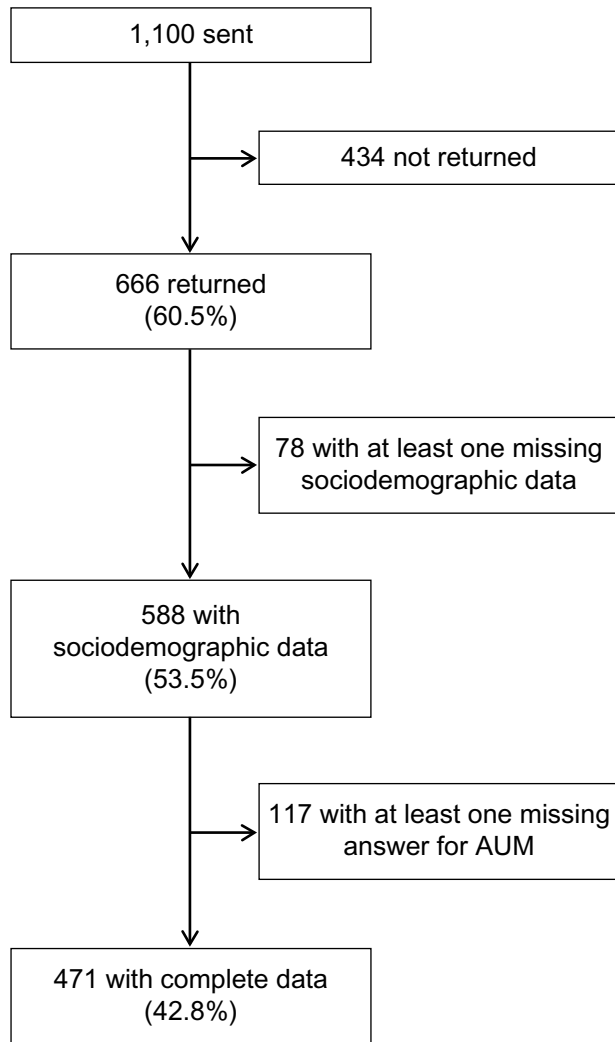 1,100 sent
434 not returned
666 returned
(60.5%)
78 with at least one missing
sociodemographic data
588 with
sociodemographic data
(53.5%)
117 with at least one missing
answer for AUM
471 with complete data
(42.8%)